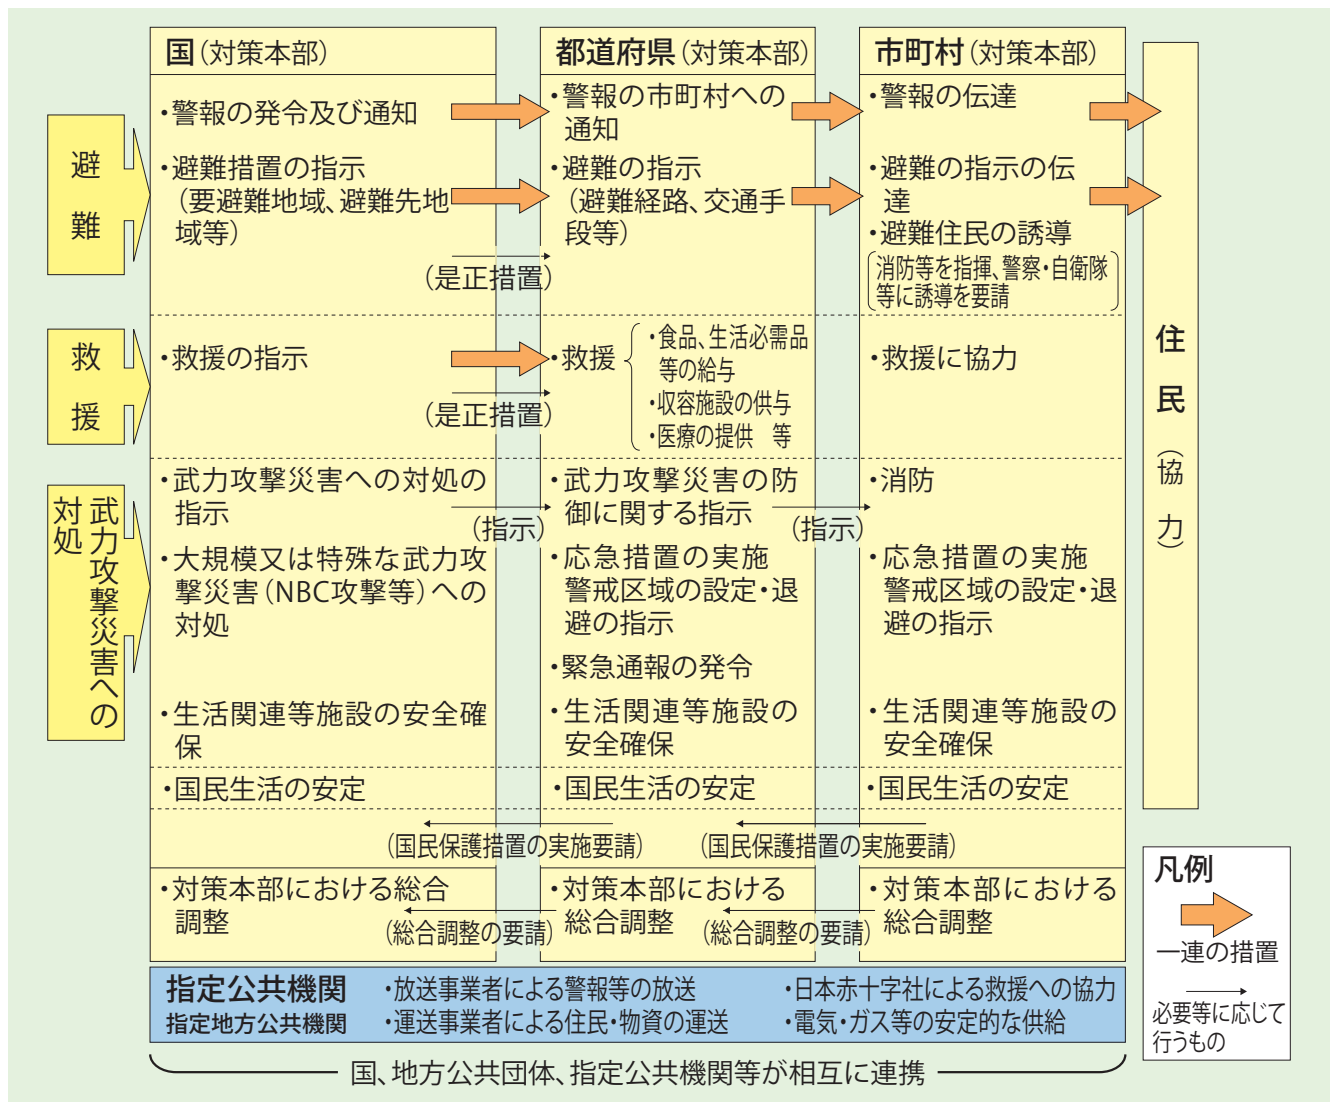 国(対策本部)
都道府県(対策本部)
市町村(対策本部)
避難
・警報の発令及び通知
・避難措置の指示
(要避難地域、避難先地
域等)
(是正措置)
・警報の市町村への
通知
・避難の指示
(避難経路、交通手
段等)
・警報の伝達
・避難の指示の伝
達
・避難住民の誘導
(消防等を指揮、警察・自衛隊
等に誘導を要請)
救援
・救援の指示
(是正措置)
・救援
・食品、生活必需品
等の給与
・収容施設の供与
・医療の提供 等
・救援に協力
武力攻撃災害への
対処
・武力攻撃災害への対処の
指示
(指示)
・大規模又は特殊な武力攻
撃災害(NBC攻撃等)への
対処
・生活関連等施設の安全確
保
・武力攻撃災害の防
御に関する指示
(指示)
・応急措置の実施
警戒区域の設定・退
避の指示
・緊急通報の発令
・生活関連等施設の
安全確保
・消防
・応急措置の実施
警戒区域の設定・退
避の指示
・生活関連等施設の
安全確保
・国民生活の安定
・国民生活の安定
・国民生活の安定
(国民保護措置の実施要請)
(国民保護措置の実施要請)
・対策本部における総合
調整
(総合調整の要請)
・対策本部における
総合調整
(総合調整の要請)
・対策本部における
総合調整
住民(協力)
凡例
一連の措置
必要等に応じて
行うもの
指定公共機関
指定地方公共機関
・放送事業者による警報等の放送
・運送事業者による住民・物資の運送
・日本赤十字社による救援への協力
・電気・ガス等の安定的な供給
国、地方公共団体、指定公共機関等が相互に連携